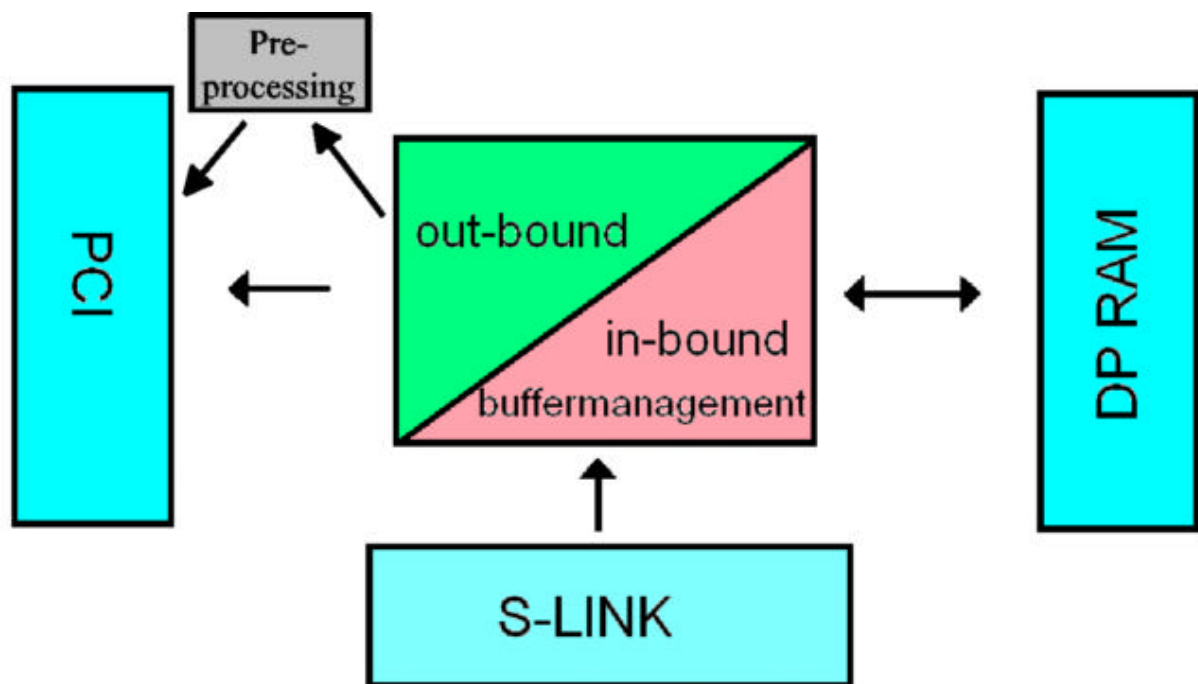 Pre-
processing
PCI
out-bound
in-bound
buffermanagement
DP RAM
S-LINK